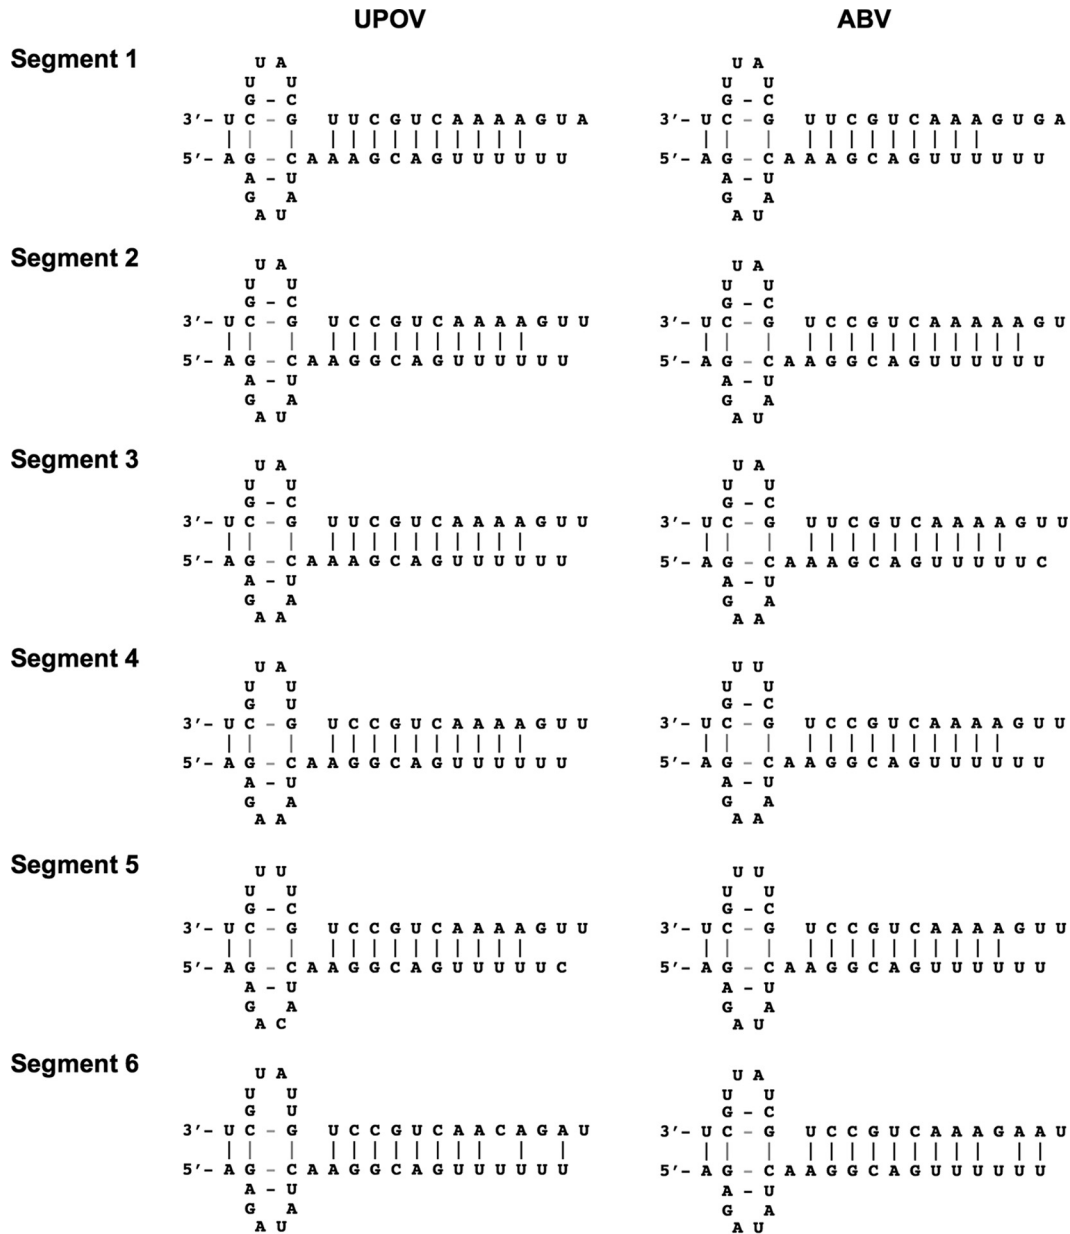 UPOV ABV
Segment 1 U A U A
U U U U
G - C G - C
3'- U C - G U U C G U C A A A A G U A 3'- U C - G U U C G U C A A A G U G A
5'- A G - C A A A G C A G U U U U U U 5'- A G - C A A A G C A G U U U U U U
A - U A - U
G A G A
A U A U
Segment 2 U A U A
U U U U
G - C G - C
3'- U C - G U C C G U C A A A A G U U 3'- U C - G U C C G U C A A A A A G U
5'- A G - C A A G G C A G U U U U U U 5'- A G - C A A G G C A G U U U U U U
A - U A - U
G A G A
A U A U
Segment 3 U A U A
U U U U
G - C G - C
3'- U C - G U U C G U C A A A A G U U 3'- U C - G U U C G U C A A A A G U U
5'- A G - C A A A G C A G U U U U U U 5'- A G - C A A A G C A G U U U U U C
A - U A - U
G A G A
A A A A
Segment 4 U A U U
U U U U
G U G - C
3'- U C - G U C C G U C A A A A G U U 3'- U C - G U C C G U C A A A A G U U
5'- A G - C A A G G C A G U U U U U U 5'- A G - C A A G G C A G U U U U U U
A - U A - U
G A G A
A A A A
Segment 5 U U U U
U U U U
G - C G - C
3'- U C - G U C C G U C A A A A G U U 3'- U C - G U C C G U C A A A A G U U
5'- A G - C A A G G C A G U U U U U C 5'- A G - C A A G G C A G U U U U U U
A - U A - U
G A G A
A C A U
Segment 6 U A U A
U U U U
G U G - C
3'- U C - G U C C G U C A A C A G A U 3'- U C - G U C C G U C A A A G A A U
5'- A G - C A A G G C A G U U U U U U 5'- A G - C A A G G C A G U U U U U U
A - U A - U
G A G A
A U A U